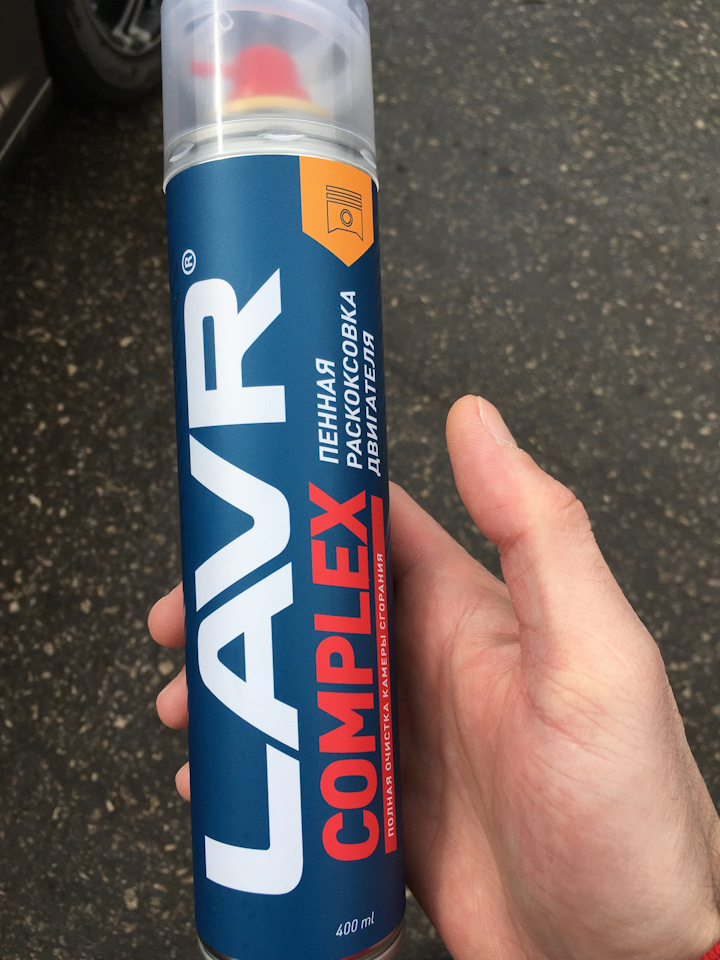 LAVR®
COMPLEX
ПЕННАЯ
РАСКОКСОВКА
ДВИГАТЕЛЯ
ПОЛНАЯ ОЧИСТКА КАМЕРЫ СГОРАНИЯ
400 ml